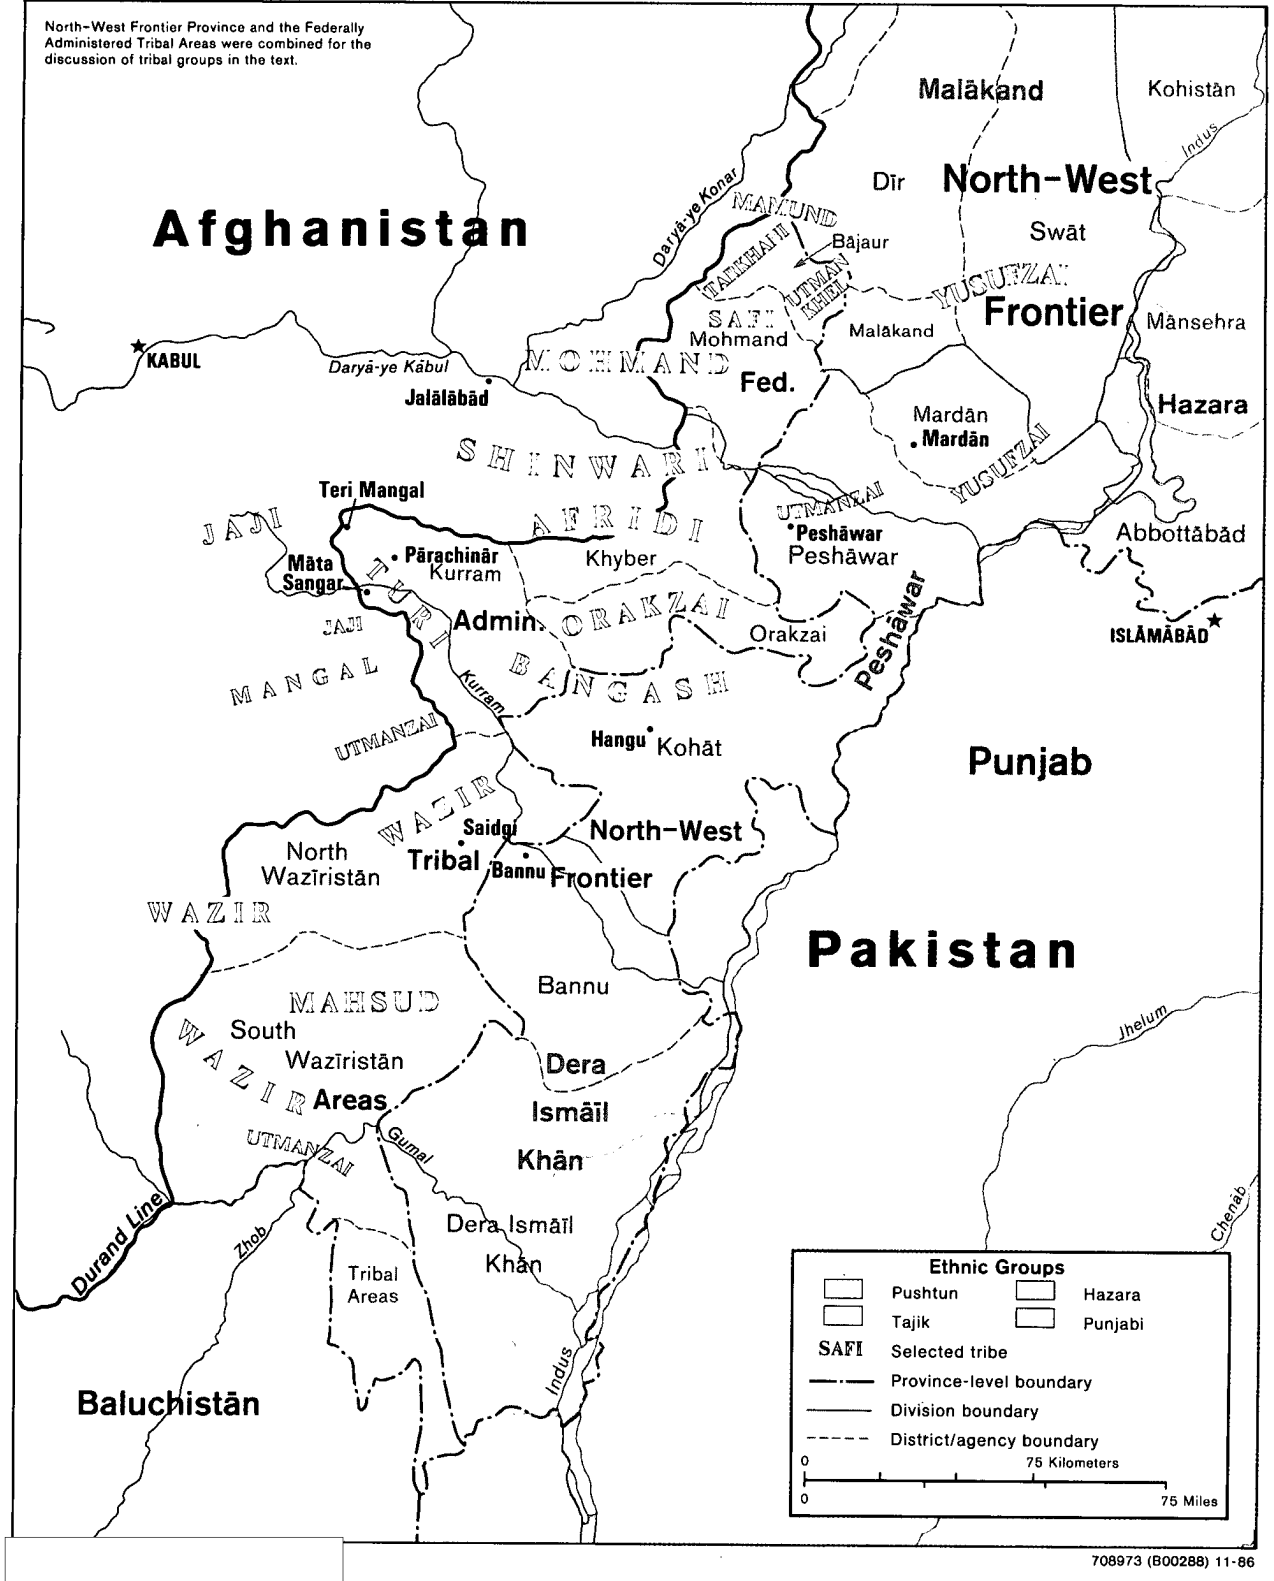 North-West Frontier Province and the Federally
Administered Tribal Areas were combined for the
discussion of tribal groups in the text.
Malākand
Kohistān
Indus
Dīr
North-West
Daryā-ye Konar
MAMUND
Afghanistan
Swāt
Bājaur
TARKHANI
UTMAN
KHEL
YUSUFZAI
Frontier
SAFI
Mohmand
Malākand
Mānsehra
KABUL
Daryā-ye Kābul
MOHMAND
Fed.
Jalālābād
Hazara
Mardān
Mardān
SHINWARI
YUSUFZAI
Teri Mangal
UTMANZAI
JAJI
AFRIDI
Peshāwar
Peshāwar
Abbottābād
Pārachinār
Kurram
Khyber
Māta
Sangar
TURI
Admin.
ORAKZAI
Orakzai
Peshāwar
ISLĀMĀBĀD
JAJI
MANGAL
BANGASH
Kurram
UTMANZAI
Hangu
Kohāt
Punjab
WAZIR
Saidgi
North-West
North
Wazīristān
Tribal
Bannu
Frontier
WAZIR
Pakistan
Bannu
MAHSUD
South
Wazīristān
WAZIR
Areas
Jhelum
Dera
Ismāīl
Khān
UTMANZAI
Gumal
Durand Line
Zhob
Dera Ismāīl
Khān
Chenāb
Tribal
Areas
Indus
Baluchistān
Ethnic Groups
Pushtun
Hazara
Tajik
Punjabi
SAFI Selected tribe
Province-level boundary
Division boundary
District/agency boundary
0 75 Kilometers
0 75 Miles
708973 (B00288) 11-86